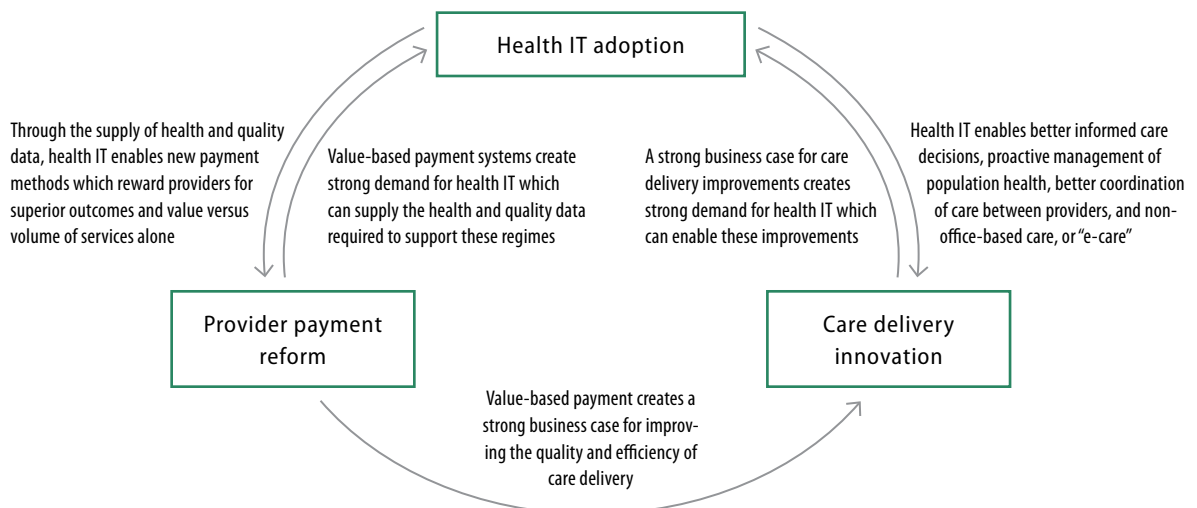 Health IT adoption
Through the supply of health and quality
data, health IT enables new payment
methods which reward providers for
superior outcomes and value versus
volume of services alone
Value-based payment systems create
strong demand for health IT which
can supply the health and quality data
required to support these regimes
A strong business case for care
delivery improvements creates
strong demand for health IT which
can enable these improvements
Health IT enables better informed care
decisions, proactive management of
population health, better coordination
of care between providers, and non-
office-based care, or “e-care”
Provider payment
reform
Care delivery
innovation
Value-based payment creates a
strong business case for improv-
ing the quality and efficiency of
care delivery